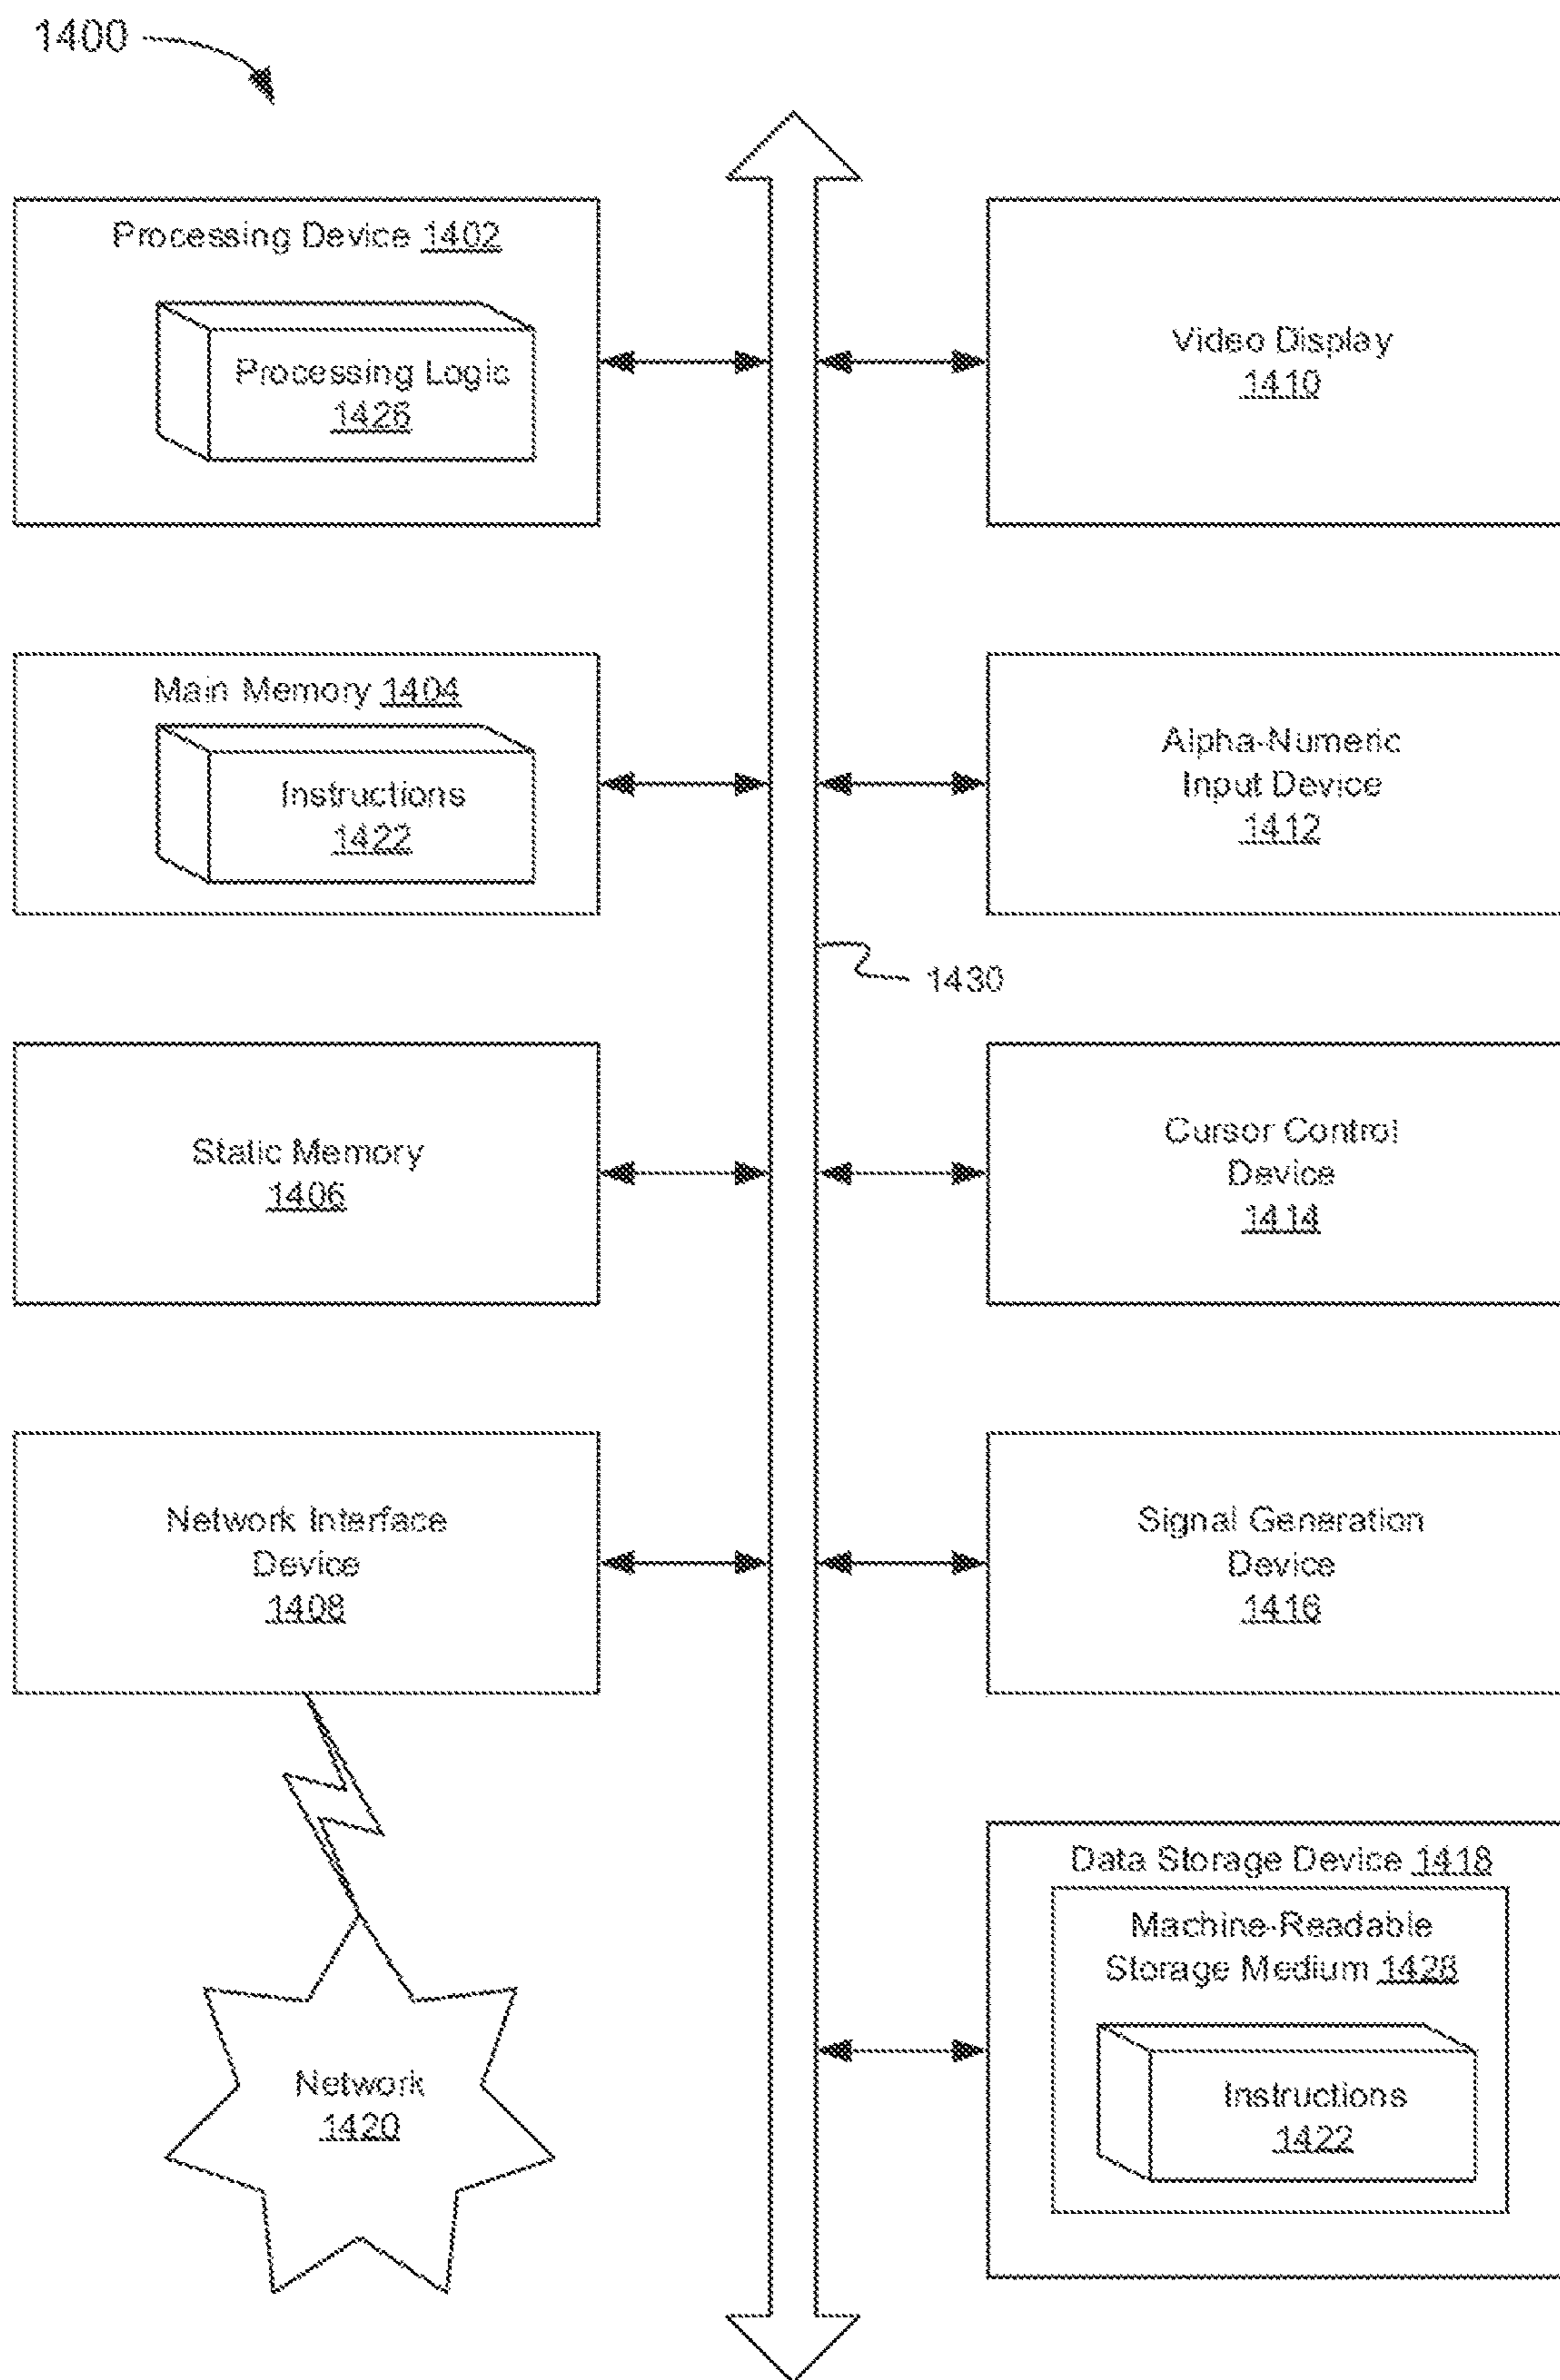 1400
Processing Device 1402
Processing Logic
1426
Video Display
1410
Main Memory 1404
Instructions
1422
Alpha-Numeric
Input Device
1412
1430
Static Memory
1406
Cursor Control
Device
1414
Network Interface
Device
1408
Signal Generation
Device
1416
Data Storage Device 1418
Machine-Readable
Storage Medium 1428
Instructions
1422
Network
1420